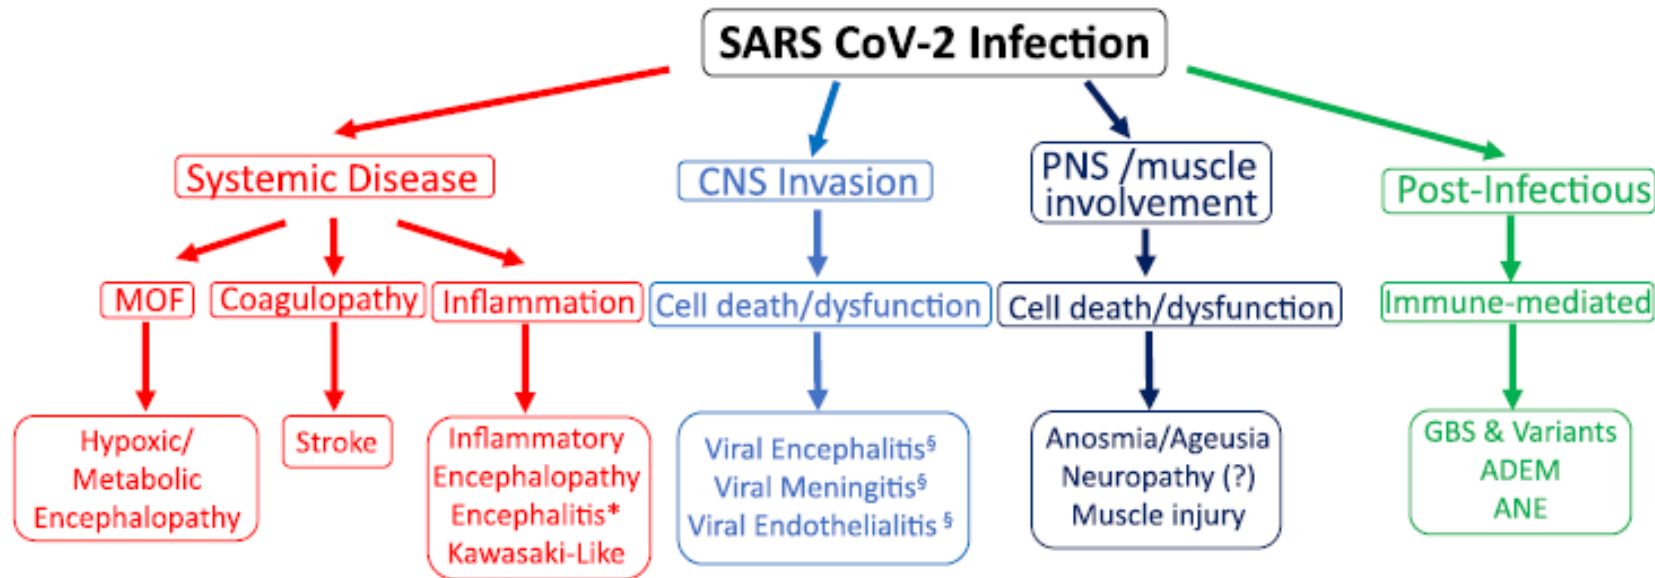 SARS CoV-2 Infection
Systemic Disease
CNS Invasion
PNS /muscle
involvement
Post-Infectious
MOF
Coagulopathy
Inflammation
Cell death/dysfunction
Cell death/dysfunction
Immune-mediated
Hypoxic/
Metabolic
Encephalopathy
Stroke
Inflammatory
Encephalopathy
Encephalitis*
Kawasaki-Like
Viral Encephalitis§
Viral Meningitis§
Viral Endothelialitis §
Anosmia/Ageusia
Neuropathy (?)
Muscle injury
GBS & Variants
ADEM
ANE